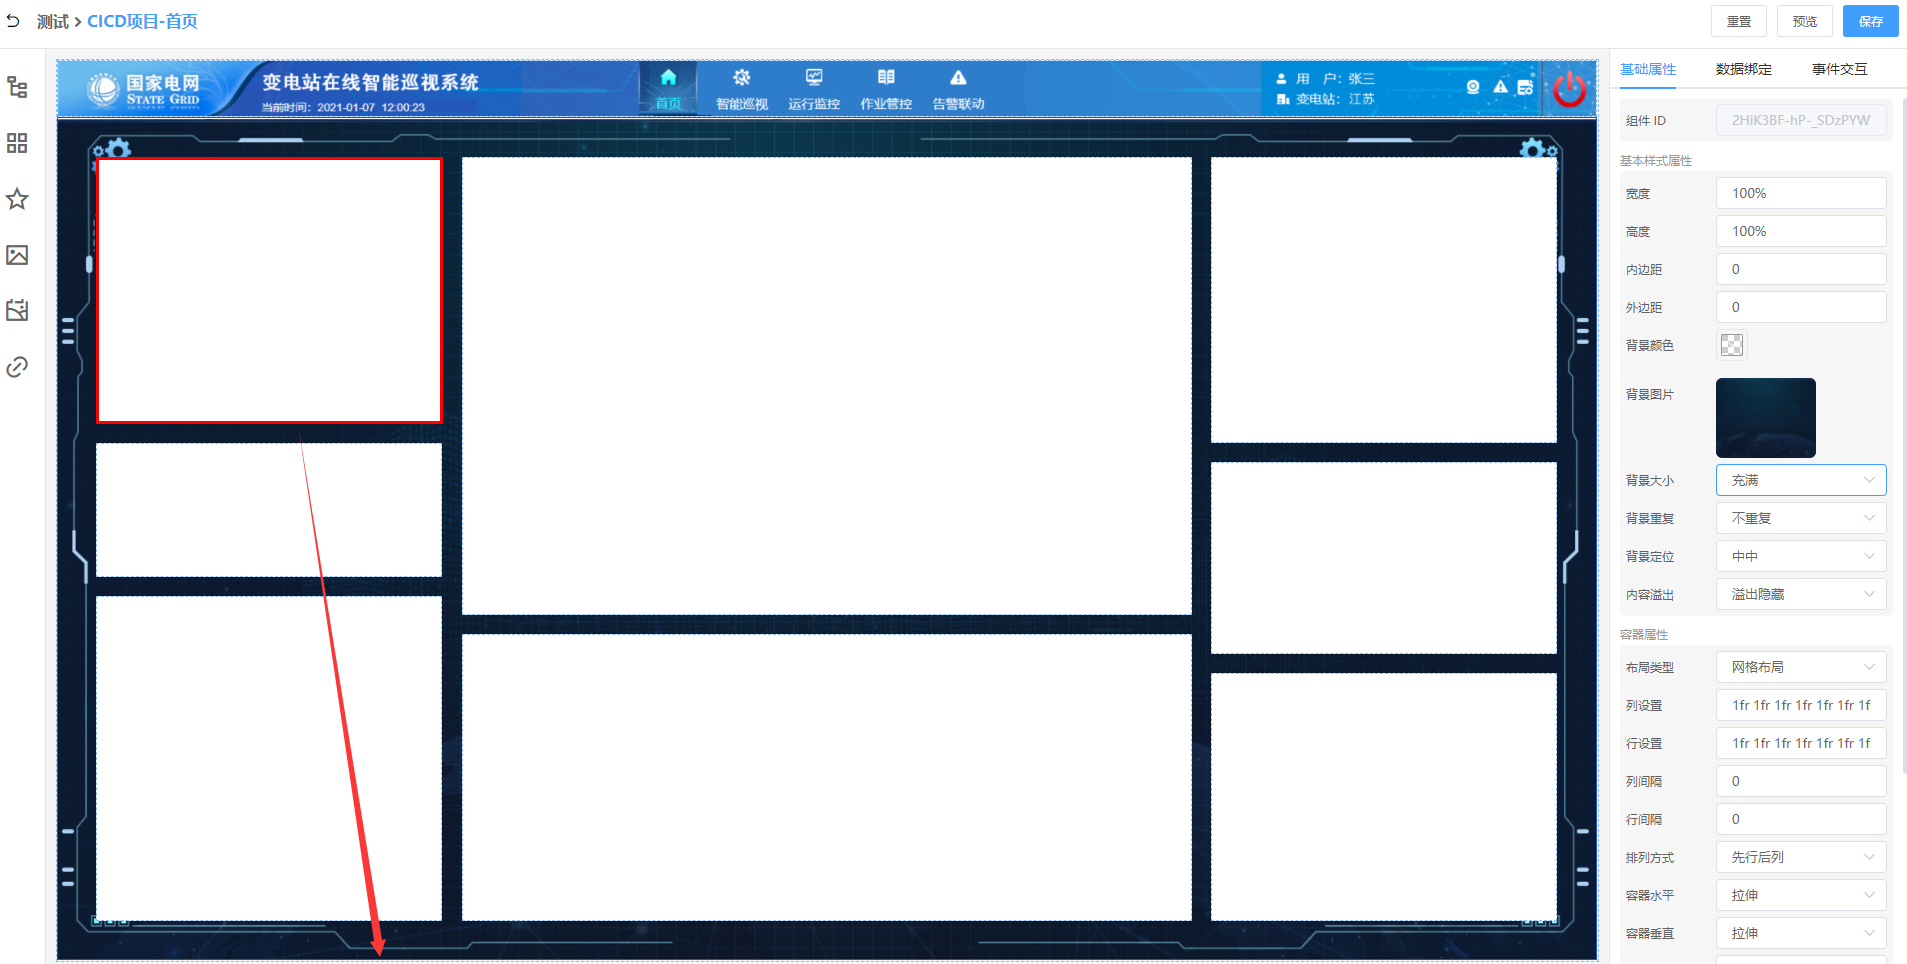 测试 > CICD项目-首页
重置
预览
保存
国家电网
STATE GRID
变电站在线智能巡视系统
当前时间：2021-01-07 12:00:23
首页
智能巡视
运行监控
作业管控
告警联动
用 户：张三
变电站：江苏
基础属性
数据绑定
事件交互
组件 ID
2HiK3BF-hP-_SDzPYW
基本样式属性
宽度
100%
高度
100%
内边距
0
外边距
0
背景颜色
背景图片
背景大小
充满
背景重复
不重复
背景定位
中中
内容溢出
溢出隐藏
容器属性
布局类型
网格布局
列设置
1fr 1fr 1fr 1fr 1fr 1fr 1f
行设置
1fr 1fr 1fr 1fr 1fr 1fr 1f
列间隔
0
行间隔
0
排列方式
先行后列
容器水平
拉伸
容器垂直
拉伸